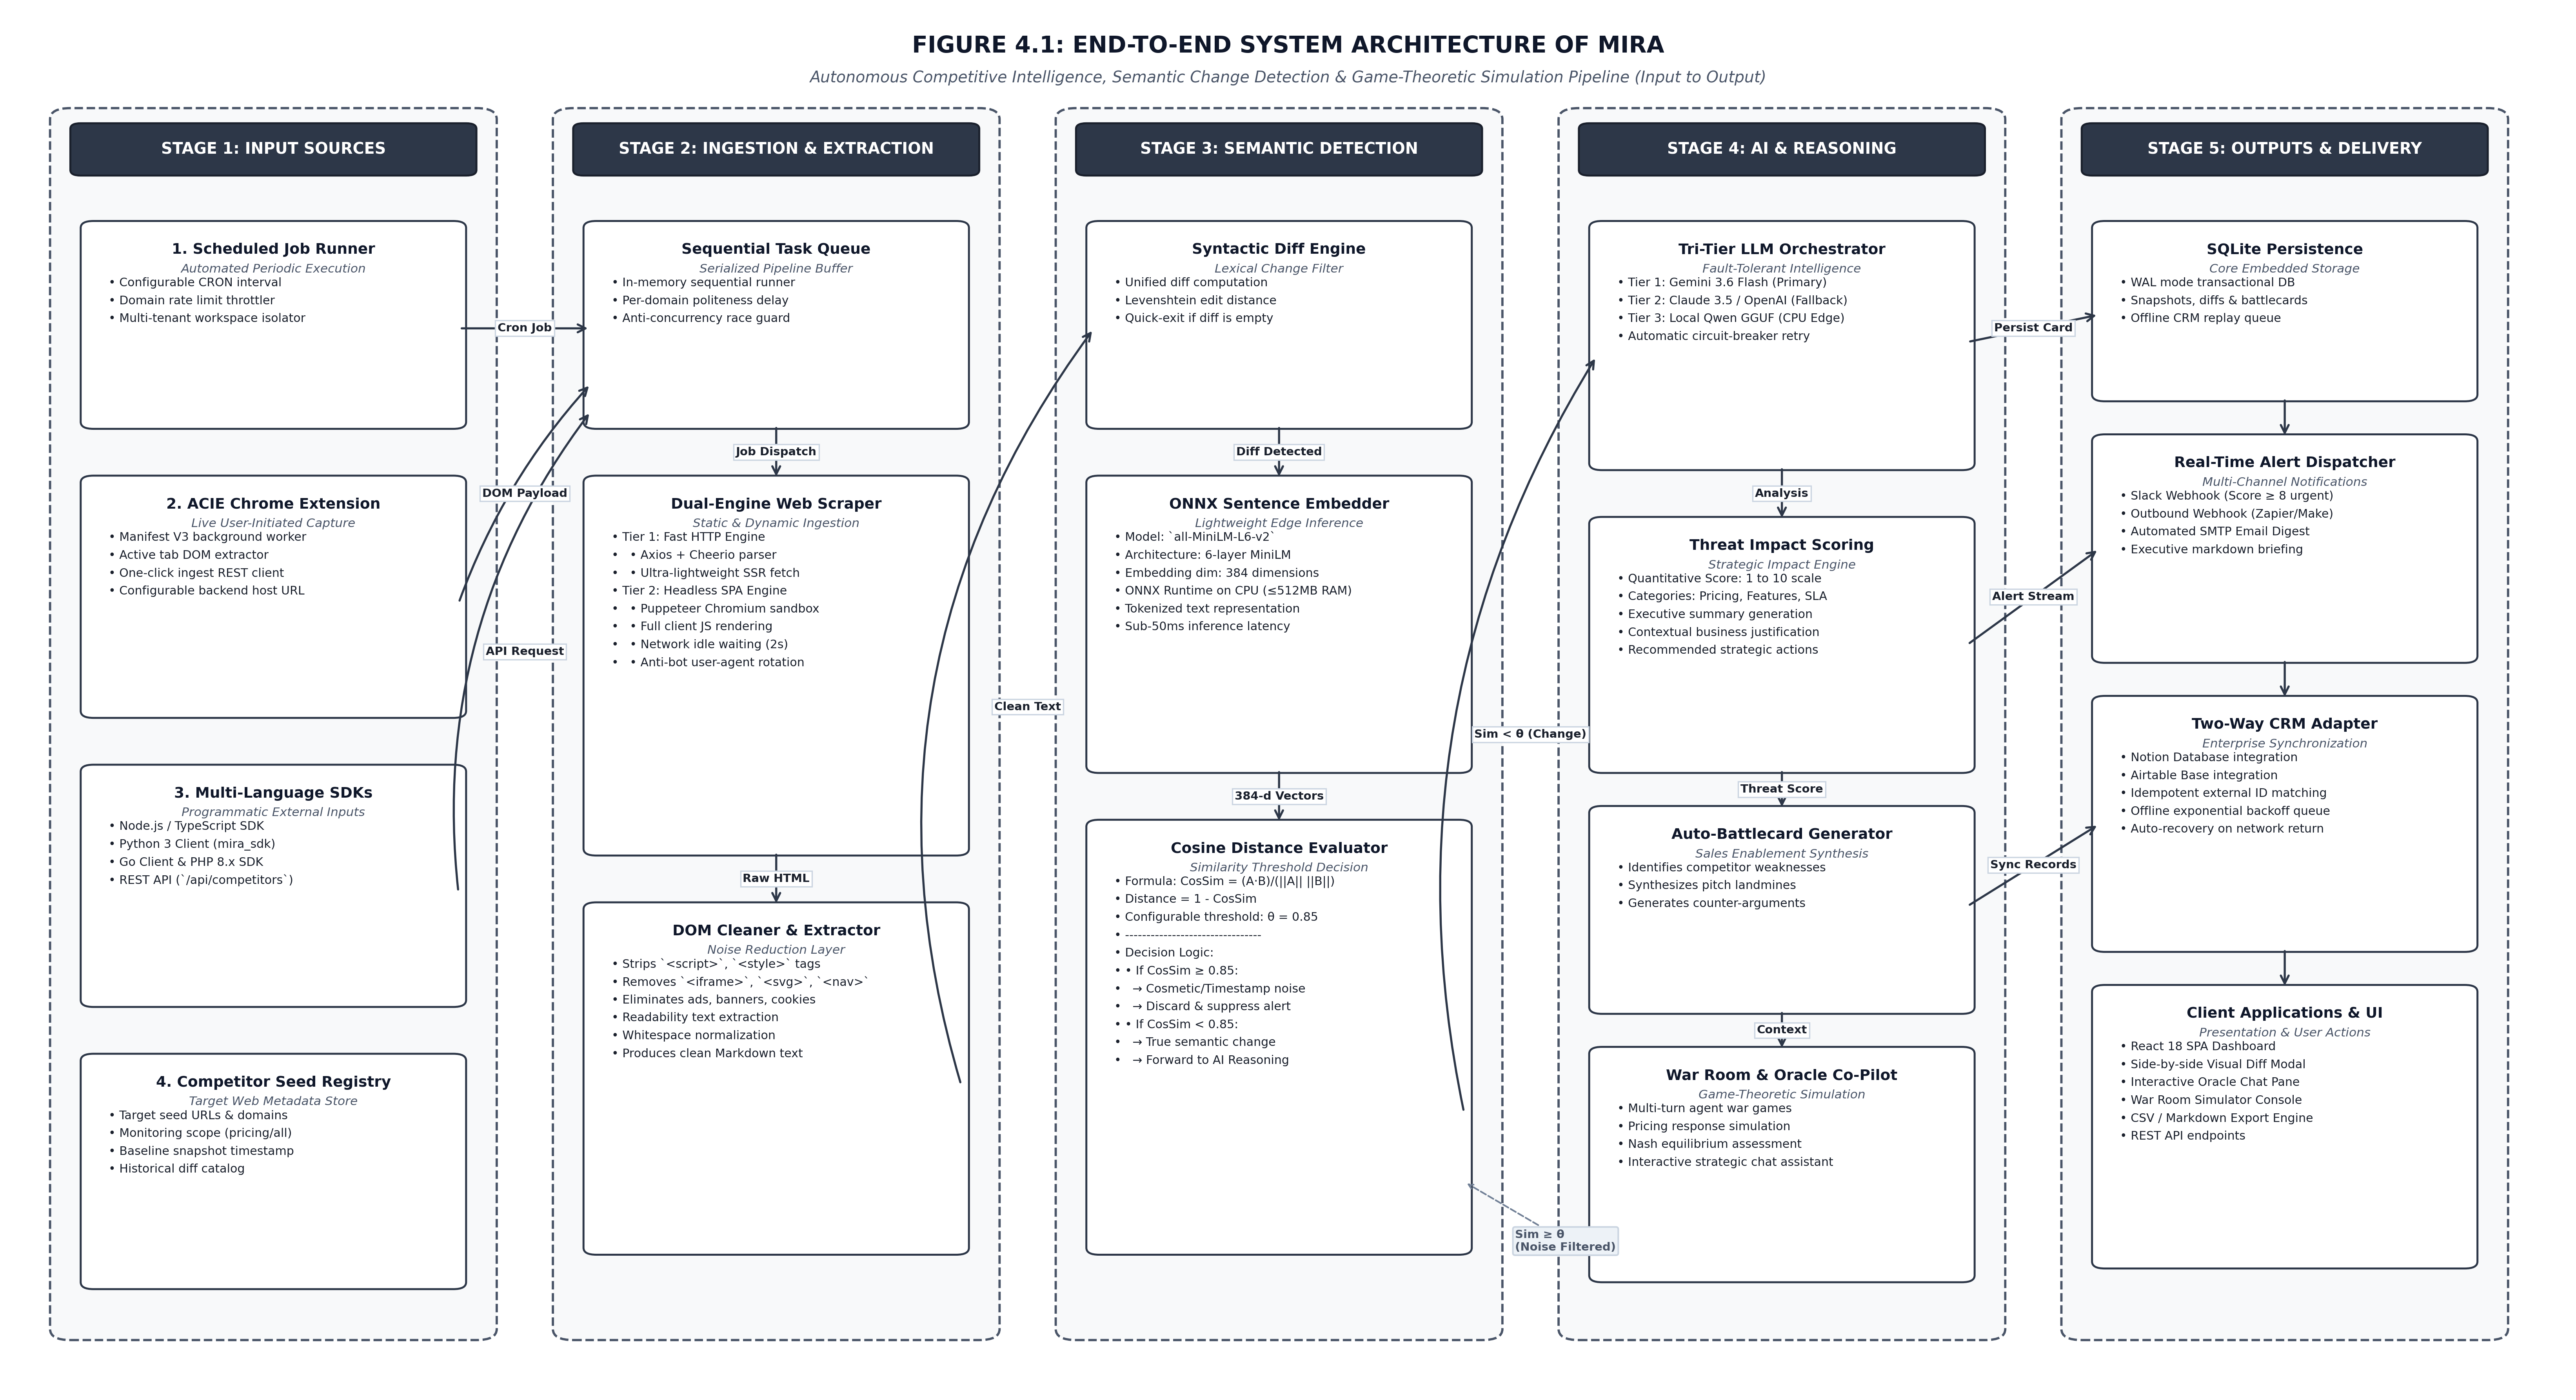 FIGURE 4.1: END-TO-END SYSTEM ARCHITECTURE OF MIRA
Autonomous Competitive Intelligence, Semantic Change Detection & Game-Theoretic Simulation Pipeline (Input to Output)
STAGE 1: INPUT SOURCES
1. Scheduled Job Runner
Automated Periodic Execution
• Configurable CRON interval
• Domain rate limit throttler
• Multi-tenant workspace isolator
2. ACIE Chrome Extension
Live User-Initiated Capture
• Manifest V3 background worker
• Active tab DOM extractor
• One-click ingest REST client
• Configurable backend host URL
3. Multi-Language SDKs
Programmatic External Inputs
• Node.js / TypeScript SDK
• Python 3 Client (mira_sdk)
• Go Client & PHP 8.x SDK
• REST API (`/api/competitors`)
4. Competitor Seed Registry
Target Web Metadata Store
• Target seed URLs & domains
• Monitoring scope (pricing/all)
• Baseline snapshot timestamp
• Historical diff catalog
Cron Job
DOM Payload
API Request
STAGE 2: INGESTION & EXTRACTION
Sequential Task Queue
Serialized Pipeline Buffer
• In-memory sequential runner
• Per-domain politeness delay
• Anti-concurrency race guard
Job Dispatch
Dual-Engine Web Scraper
Static & Dynamic Ingestion
• Tier 1: Fast HTTP Engine
•   • Axios + Cheerio parser
•   • Ultra-lightweight SSR fetch
• Tier 2: Headless SPA Engine
•   • Puppeteer Chromium sandbox
•   • Full client JS rendering
•   • Network idle waiting (2s)
•   • Anti-bot user-agent rotation
Raw HTML
DOM Cleaner & Extractor
Noise Reduction Layer
• Strips `<script>`, `<style>` tags
• Removes `<iframe>`, `<svg>`, `<nav>`
• Eliminates ads, banners, cookies
• Readability text extraction
• Whitespace normalization
• Produces clean Markdown text
Clean Text
STAGE 3: SEMANTIC DETECTION
Syntactic Diff Engine
Lexical Change Filter
• Unified diff computation
• Levenshtein edit distance
• Quick-exit if diff is empty
Diff Detected
ONNX Sentence Embedder
Lightweight Edge Inference
• Model: `all-MiniLM-L6-v2`
• Architecture: 6-layer MiniLM
• Embedding dim: 384 dimensions
• ONNX Runtime on CPU (≤512MB RAM)
• Tokenized text representation
• Sub-50ms inference latency
384-d Vectors
Cosine Distance Evaluator
Similarity Threshold Decision
• Formula: CosSim = (A·B)/(||A|| ||B||)
• Distance = 1 - CosSim
• Configurable threshold: θ = 0.85
• --------------------------------
• Decision Logic:
• • If CosSim ≥ 0.85:
•   → Cosmetic/Timestamp noise
•   → Discard & suppress alert
• • If CosSim < 0.85:
•   → True semantic change
•   → Forward to AI Reasoning
Sim < θ (Change)
Sim ≥ θ
(Noise Filtered)
STAGE 4: AI & REASONING
Tri-Tier LLM Orchestrator
Fault-Tolerant Intelligence
• Tier 1: Gemini 3.6 Flash (Primary)
• Tier 2: Claude 3.5 / OpenAI (Fallback)
• Tier 3: Local Qwen GGUF (CPU Edge)
• Automatic circuit-breaker retry
Analysis
Threat Impact Scoring
Strategic Impact Engine
• Quantitative Score: 1 to 10 scale
• Categories: Pricing, Features, SLA
• Executive summary generation
• Contextual business justification
• Recommended strategic actions
Threat Score
Auto-Battlecard Generator
Sales Enablement Synthesis
• Identifies competitor weaknesses
• Synthesizes pitch landmines
• Generates counter-arguments
Context
War Room & Oracle Co-Pilot
Game-Theoretic Simulation
• Multi-turn agent war games
• Pricing response simulation
• Nash equilibrium assessment
• Interactive strategic chat assistant
Persist Card
Alert Stream
Sync Records
STAGE 5: OUTPUTS & DELIVERY
SQLite Persistence
Core Embedded Storage
• WAL mode transactional DB
• Snapshots, diffs & battlecards
• Offline CRM replay queue
Real-Time Alert Dispatcher
Multi-Channel Notifications
• Slack Webhook (Score ≥ 8 urgent)
• Outbound Webhook (Zapier/Make)
• Automated SMTP Email Digest
• Executive markdown briefing
Two-Way CRM Adapter
Enterprise Synchronization
• Notion Database integration
• Airtable Base integration
• Idempotent external ID matching
• Offline exponential backoff queue
• Auto-recovery on network return
Client Applications & UI
Presentation & User Actions
• React 18 SPA Dashboard
• Side-by-side Visual Diff Modal
• Interactive Oracle Chat Pane
• War Room Simulator Console
• CSV / Markdown Export Engine
• REST API endpoints